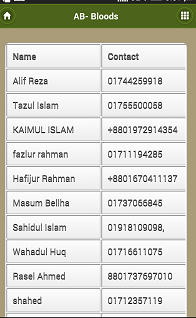 AB- Bloods
Name Contact
Alif Reza 01744259918
Tazul Islam 01755500058
KAIMUL ISLAM +8801972914354
fazlur rahman 01711194285
Hafijur Rahman +8801670411137
Masum Bellha 01737065845
Sahidul Islam 01918109098,
Wahadul Huq 01716611075
Rasel Ahmed 8801737697010
shahed 01712357119